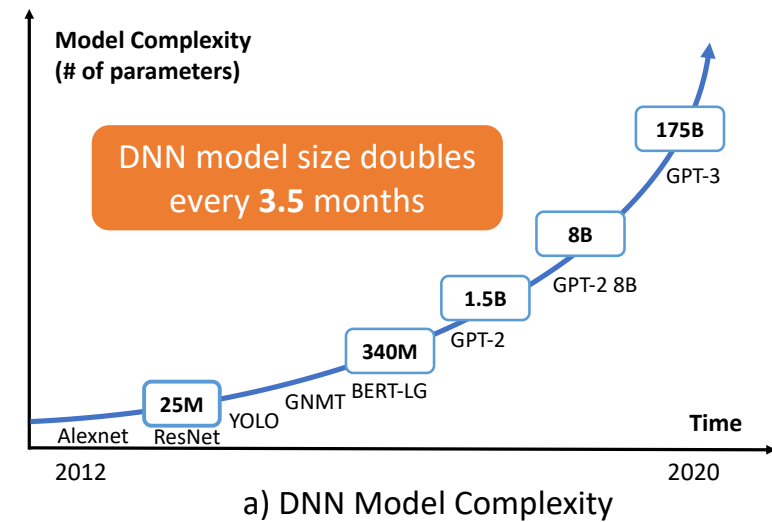 Model Complexity
(# of parameters)
DNN model size doubles
every 3.5 months
175B
GPT-3
8B
GPT-2 8B
1.5B
GPT-2
340M
BERT-LG
GNMT
25M
YOLO
ResNet
Alexnet
Time
2012
2020
a) DNN Model Complexity